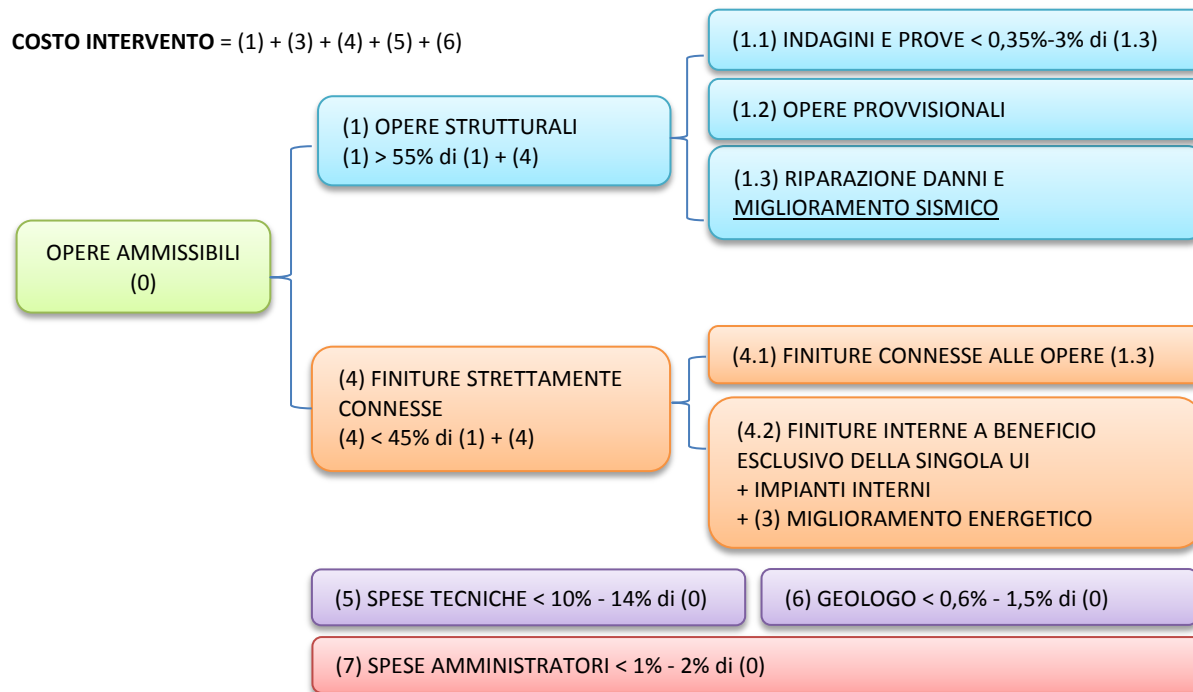 COSTO INTERVENTO = (1) + (3) + (4) + (5) + (6)
(1.1) INDAGINI E PROVE < 0,35%-3% di (1.3)
(1) OPERE STRUTTURALI
(1) > 55% di (1) + (4)
(1.2) OPERE PROVVISIONALI
(1.3) RIPARAZIONE DANNI E
MIGLIORAMENTO SISMICO
OPERE AMMISSIBILI
(0)
(4) FINITURE STRETTAMENTE
CONNESSE
(4) < 45% di (1) + (4)
(4.1) FINITURE CONNESSE ALLE OPERE (1.3)
(4.2) FINITURE INTERNE A BENEFICIO
ESCLUSIVO DELLA SINGOLA UI
+ IMPIANTI INTERNI
+ (3) MIGLIORAMENTO ENERGETICO
(5) SPESE TECNICHE < 10% - 14% di (0)
(6) GEOLOGO < 0,6% - 1,5% di (0)
(7) SPESE AMMINISTRATORI < 1% - 2% di (0)